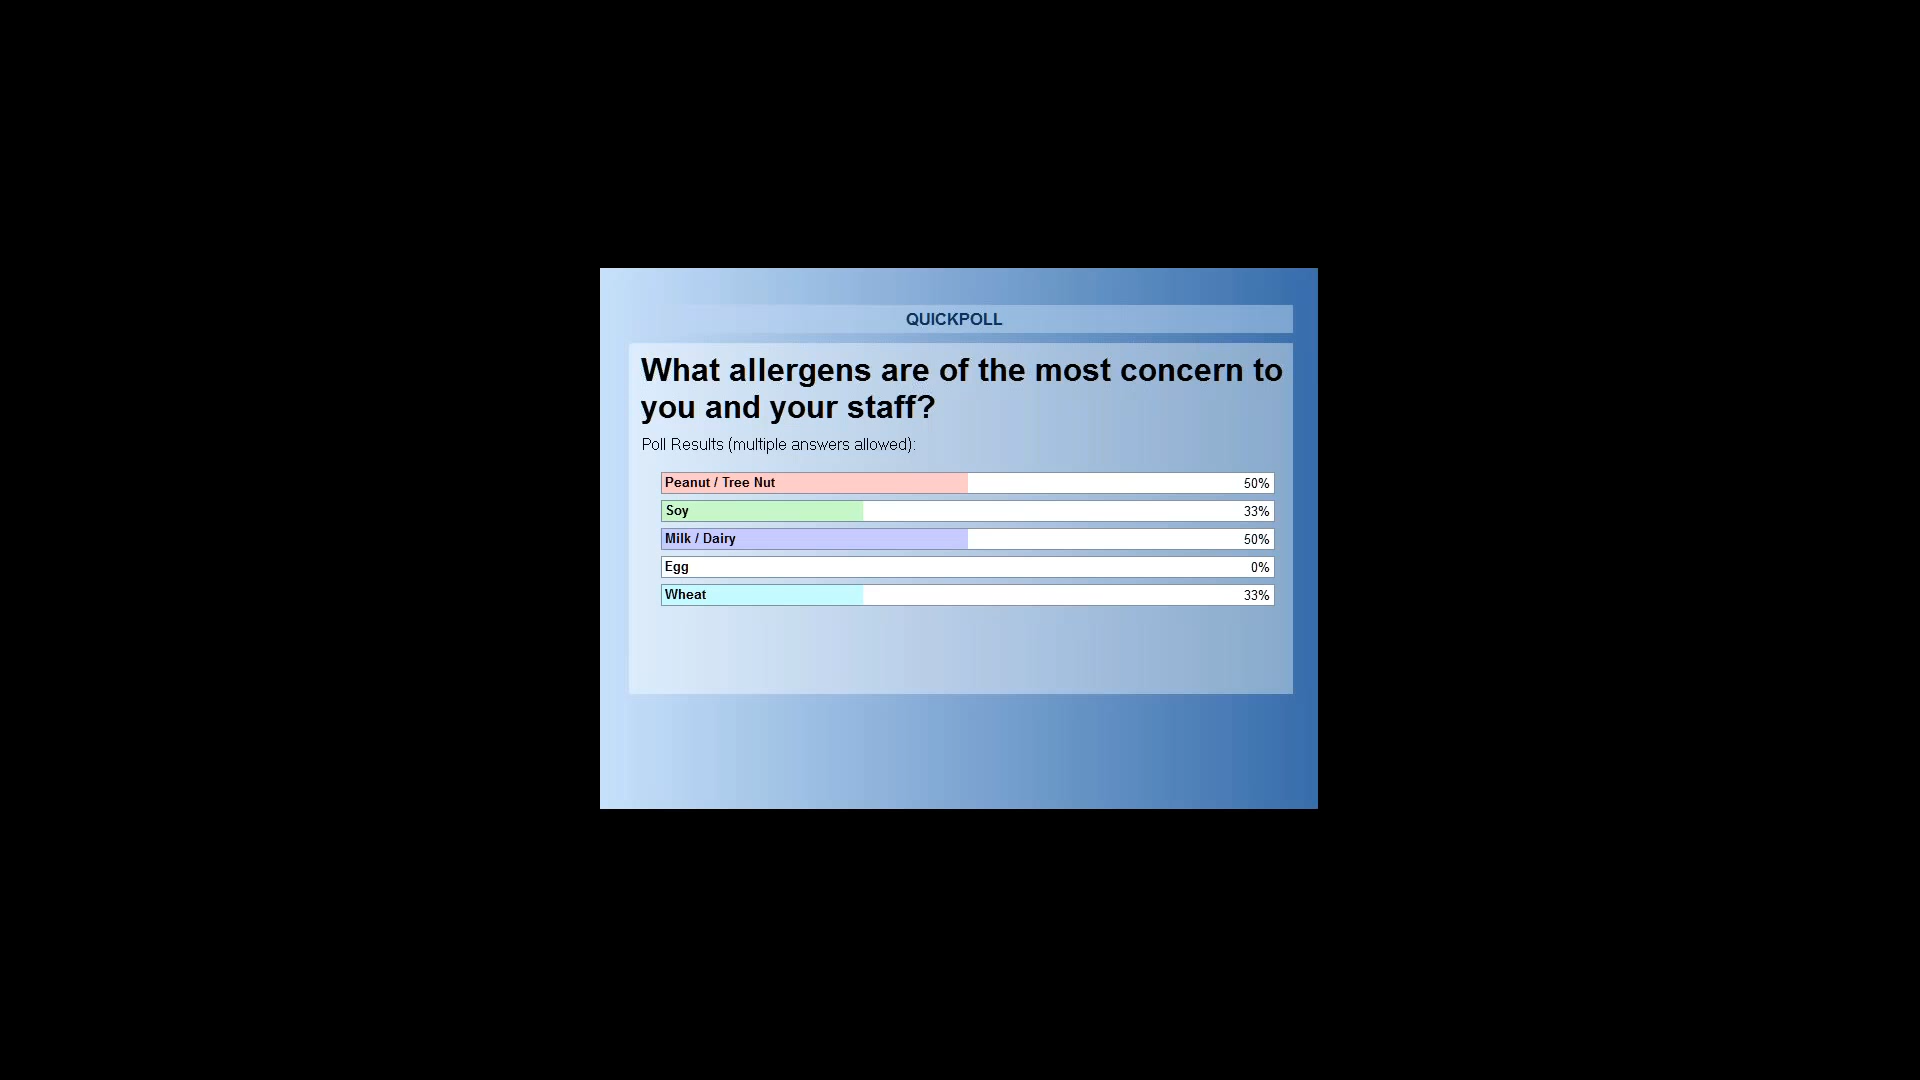 QUICKPOLL
What allergens are of the most concern to
you and your staff?
Poll Results (multiple answers allowed):
Peanut / Tree Nut 50%
Soy 33%
Milk / Dairy 50%
Egg 0%
Wheat 33%